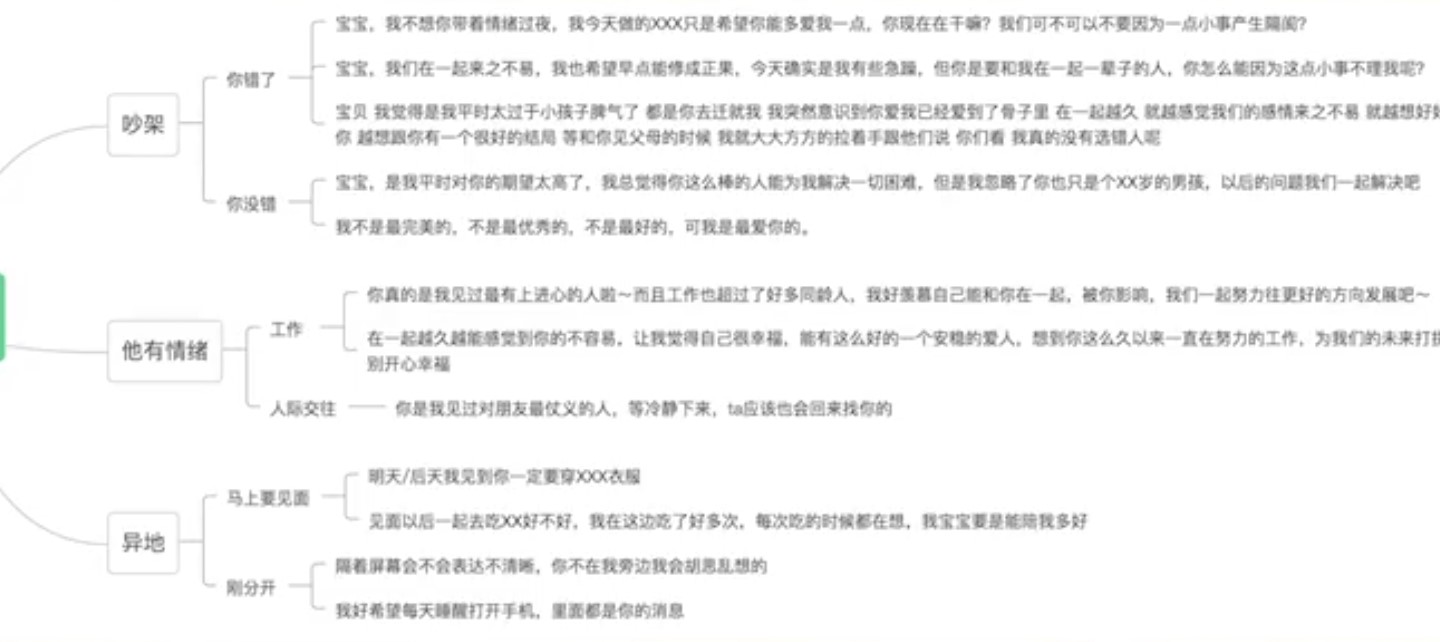 宝宝，我不想你带着情绪过夜，我今天做的XXX只是希望你能多爱我一点，你现在在干嘛？我们可不可以不要因为一点小事产生隔阂？
你错了
宝宝，我们在一起来之不易，我也希望早点能修成正果，今天确实是我有些急躁，但你是要和我在一起一辈子的人，你怎么能因为这点小事不理我呢？
宝贝 我觉得是我平时太过于小孩子脾气了 都是你去迁就我 我突然意识到你爱我已经爱到了骨子里 在一起越久 就越感觉我们的感情来之不易 就越想好好
你 越想跟你有一个很好的结局 等和你见父母的时候 我就大大方方的拉着手跟他们说 你们看 我真的没有选错人呢
吵架
宝宝，是我平时对你的期望太高了，我总觉得你这么棒的人能为我解决一切困难，但是我忽略了你也只是个XX岁的男孩，以后的问题我们一起解决吧
你没错
我不是最完美的，不是最优秀的，不是最好的，可我是最爱你的。
你真的是我见过最有上进心的人啦～而且工作也超过了好多同龄人，我好羡慕自己能和你在一起，被你影响，我们一起努力往更好的方向发展吧～
工作
在一起越久越能感觉到你的不容易，让我觉得自己很幸福，能有这么好的一个安稳的爱人，想到你这么久以来一直在努力的工作，为我们的未来打拼
别开心幸福
他有情绪
人际交往
你是我见过对朋友最仗义的人，等冷静下来，ta应该也会回来找你的
明天/后天我见到你一定要穿XXX衣服
马上要见面
见面以后一起去吃XX好不好，我在这边吃了好多次，每次吃的时候都在想，我宝宝要是能陪我多好
异地
隔着屏幕会不会表达不清晰，你不在我旁边我会胡思乱想的
刚分开
我好希望每天睡醒打开手机，里面都是你的消息